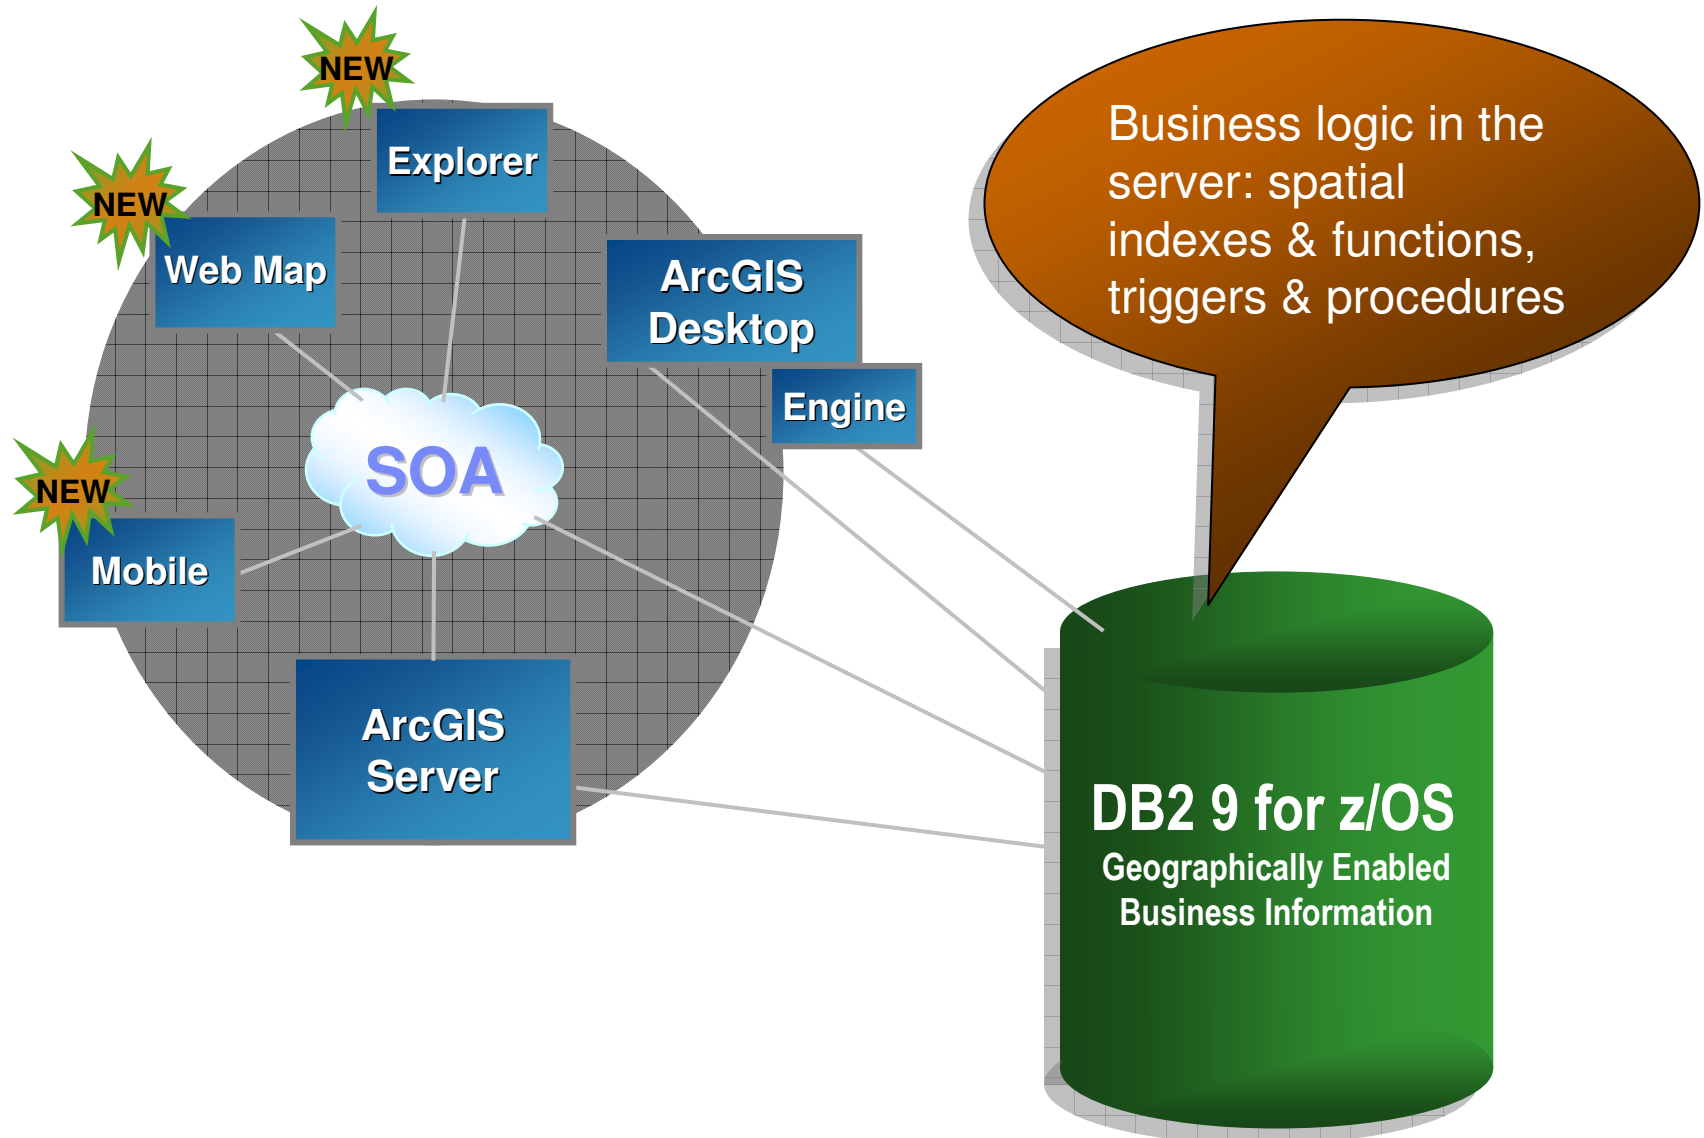 NEW
Explorer
NEW
Web Map
ArcGIS
Desktop
Engine
SOA
NEW
Mobile
ArcGIS
Server
Business logic in the
server: spatial
indexes & functions,
triggers & procedures
DB2 9 for z/OS
Geographically Enabled
Business Information